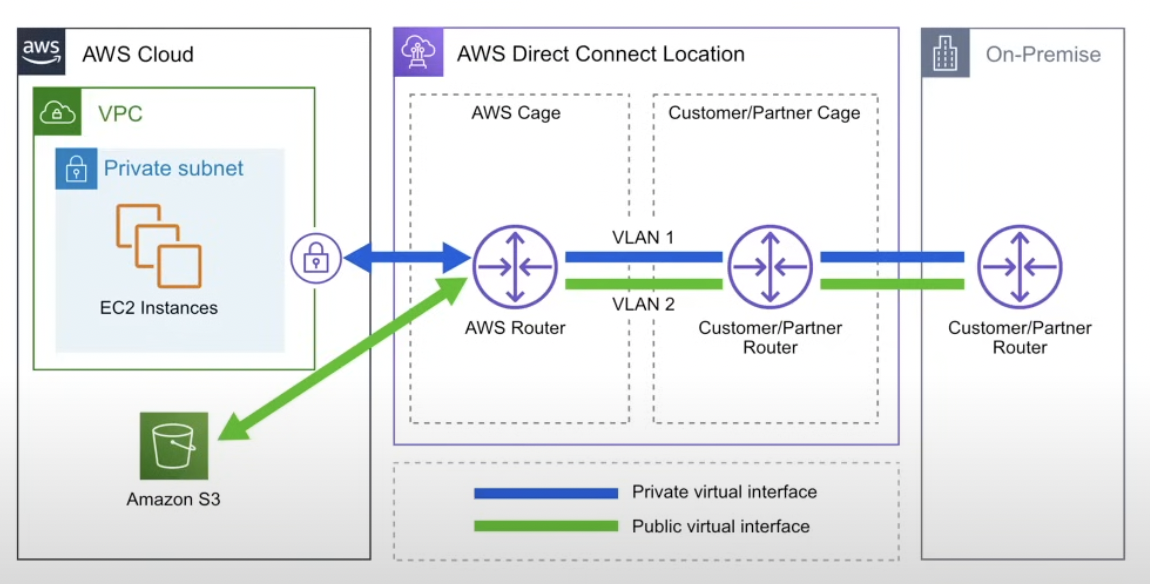 aws
AWS Cloud
AWS Direct Connect Location
On-Premise
VPC
AWS Cage
Customer/Partner Cage
Private subnet
VLAN 1
EC2 Instances
VLAN 2
AWS Router
Customer/Partner
Router
Customer/Partner
Router
Amazon S3
Private virtual interface
Public virtual interface